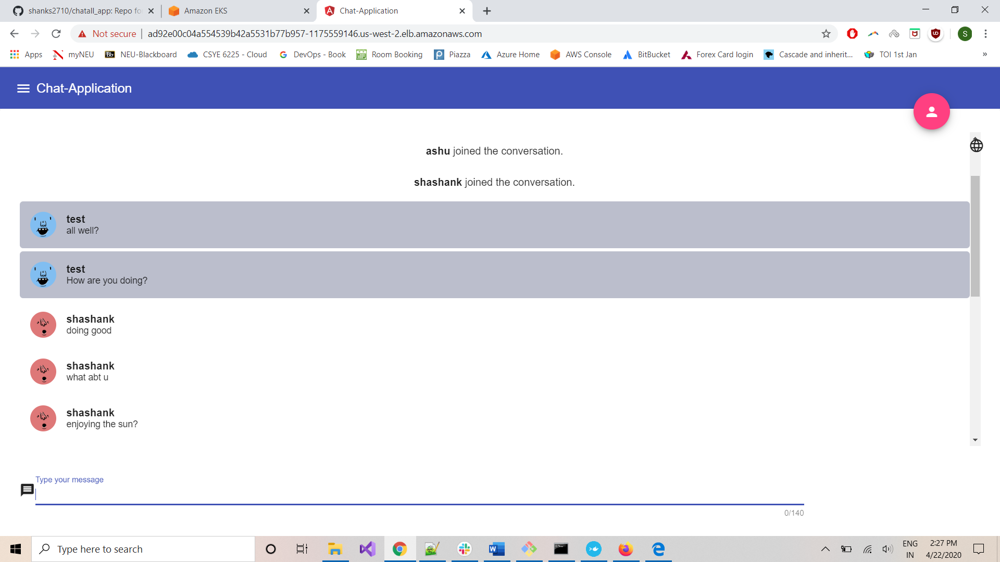 shanks2710/chatall_app: Repo fo
Amazon EKS
Chat-Application
Not secure
ad92e00c04a554539b42a5531b77b957-1175559146.us-west-2.elb.amazonaws.com
S
Apps
myNEU
Bb NEU-Blackboard
CSYE 6225 - Cloud
DevOps - Book
Room Booking
Piazza
Azure Home
AWS Console
BitBucket
Forex Card login
Cascade and inherit...
TOI 1st Jan
»
Chat-Application
ashu joined the conversation.
shashank joined the conversation.
test
all well?
test
How are you doing?
shashank
doing good
shashank
what abt u
shashank
enjoying the sun?
Type your message
0/140
Type here to search
ENG
IN
2:27 PM
4/22/2020